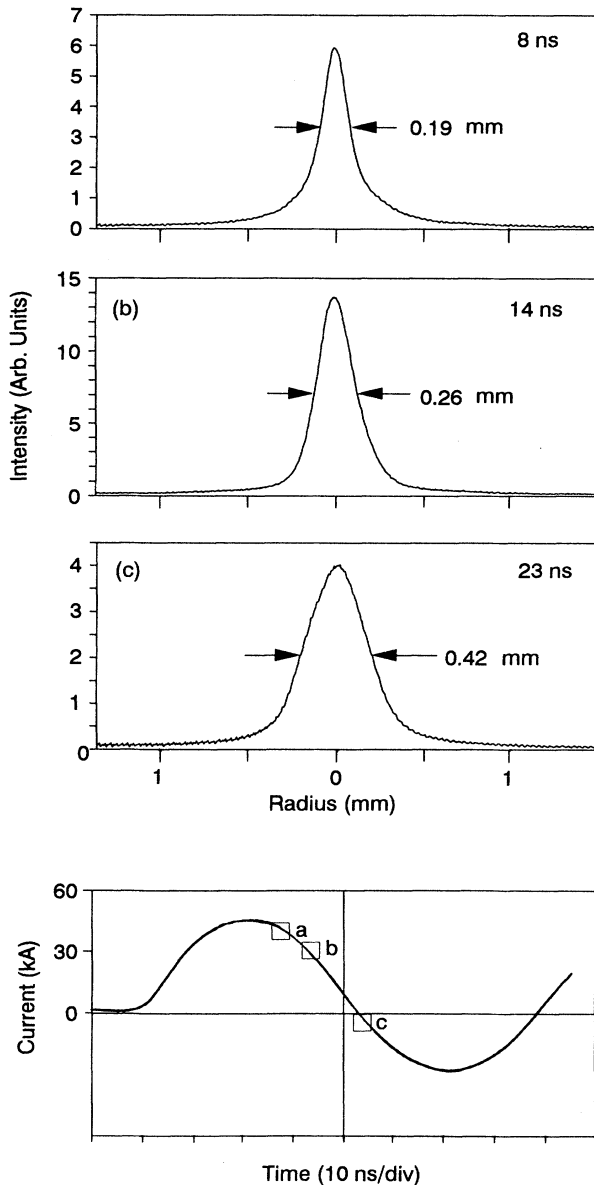 7
8 ns
6
5
4
0.19 mm
3
2
1
0
15
(b)
14 ns
10
0.26 mm
5
0
Intensity (Arb. Units)
4
(c)
23 ns
3
2
0.42 mm
1
0
1 0 1
Radius (mm)
60
a
b
30
0
c
Current (kA)
Time (10 ns/div)